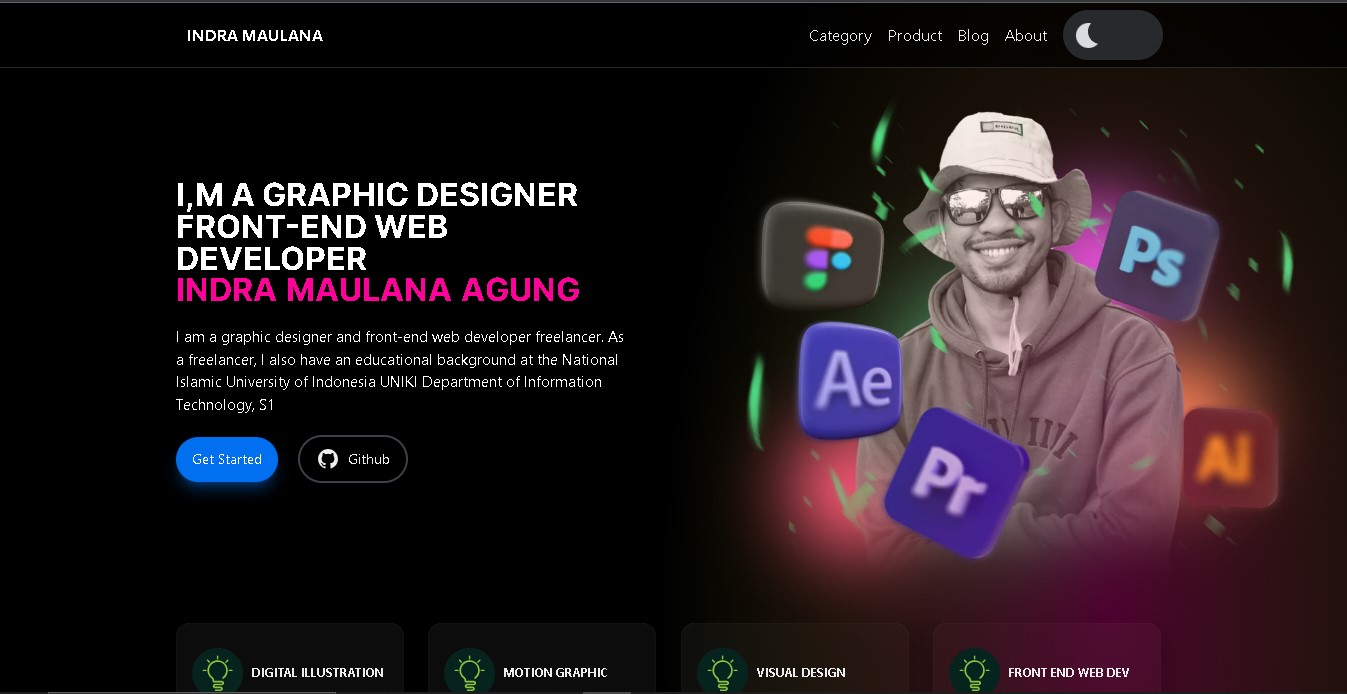 INDRA MAULANA
Category Product Blog About
I,M A GRAPHIC DESIGNER
FRONT-END WEB
DEVELOPER
INDRA MAULANA AGUNG
I am a graphic designer and front-end web developer freelancer. As
a freelancer, I also have an educational background at the National
Islamic University of Indonesia UNIKI Department of Information
Technology, S1
Get Started
Github
Ps
Ae
Pr
Ai
DIGITAL ILLUSTRATION
MOTION GRAPHIC
VISUAL DESIGN
FRONT END WEB DEV